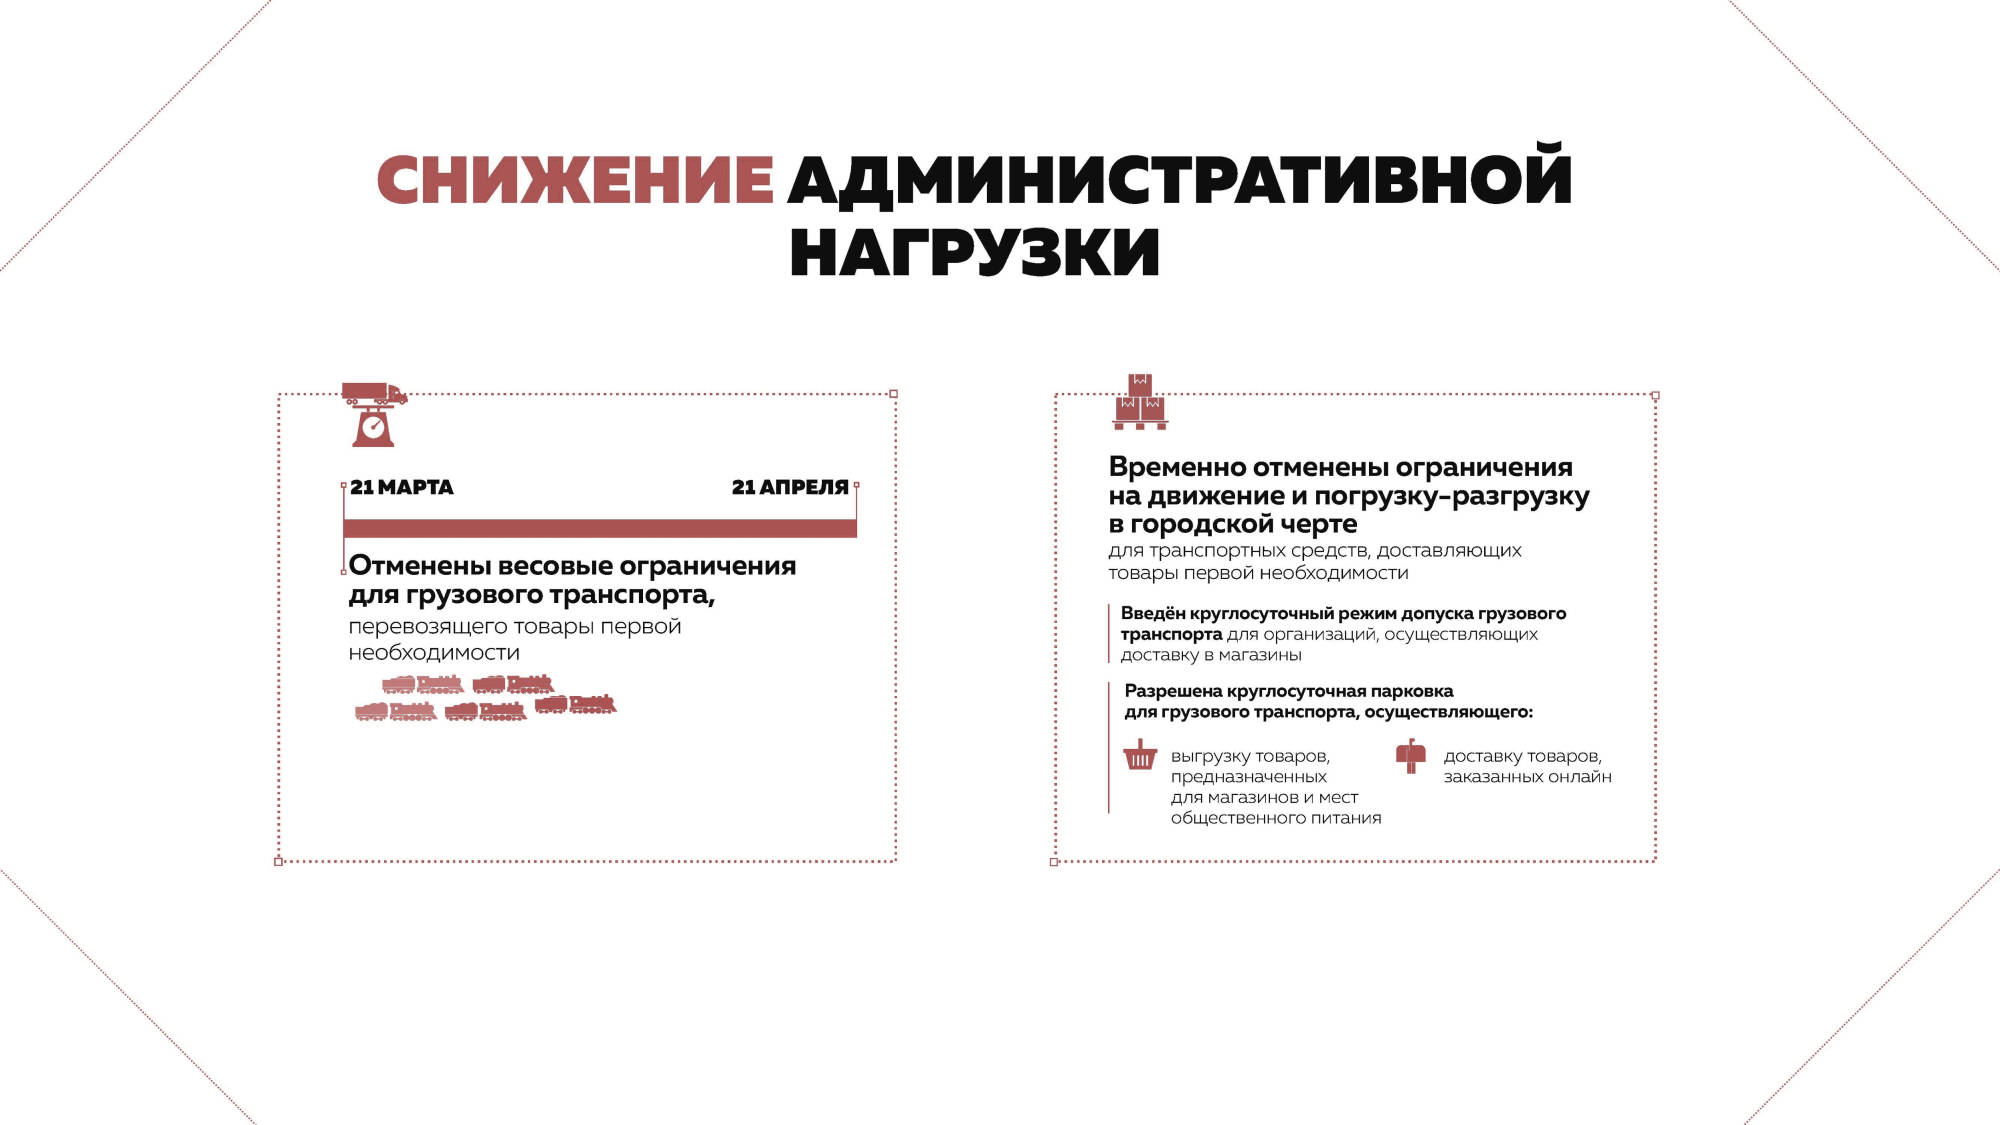 СНИЖЕНИЕ АДМИНИСТРАТИВНОЙ
НАГРУЗКИ
21 МАРТА
21 АПРЕЛЯ
Отменены весовые ограничения
для грузового транспорта,
перевозящего товары первой
необходимости
Временно отменены ограничения
на движение и погрузку-разгрузку
в городской черте
для транспортных средств, доставляющих
товары первой необходимости
Введён круглосуточный режим допуска грузового
транспорта для организаций, осуществляющих
доставку в магазины
Разрешена круглосуточная парковка
для грузового транспорта, осуществляющего:
выгрузку товаров,
предназначенных
для магазинов и мест
общественного питания
доставку товаров,
заказанных онлайн